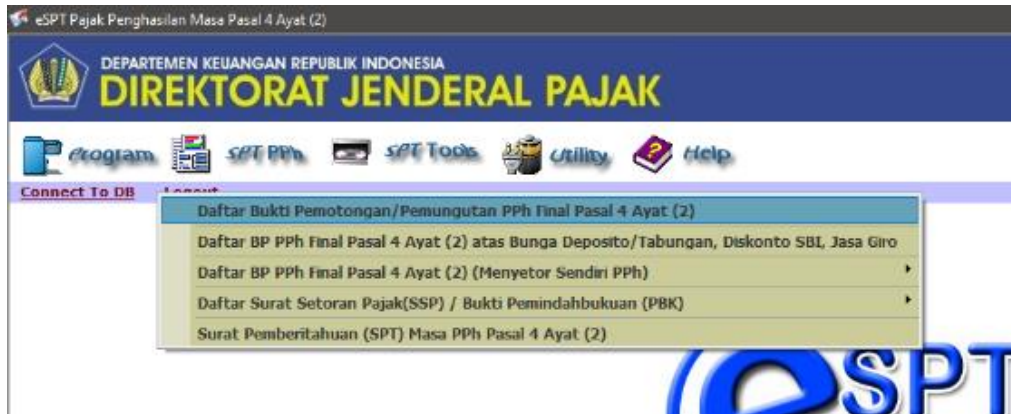 eSPT Pajak Penghasilan Masa Pasal 4 Ayat (2)
DEPARTEMEN KEUANGAN REPUBLIK INDONESIA
DIREKTORAT JENDERAL PAJAK
Program SPT PPh SPT Tools Utility Help
Connect To DB Logout
Daftar Bukti Pemotongan/Pemungutan PPh Final Pasal 4 Ayat (2)
Daftar BP PPh Final Pasal 4 Ayat (2) atas Bunga Deposito/Tabungan, Diskonto SBI, Jasa Giro
Daftar BP PPh Final Pasal 4 Ayat (2) (Menyetor Sendiri PPh)
Daftar Surat Setoran Pajak(SSP) / Bukti Pemindahbukuan (PBK)
Surat Pemberitahuan (SPT) Masa PPh Pasal 4 Ayat (2)
eSPT